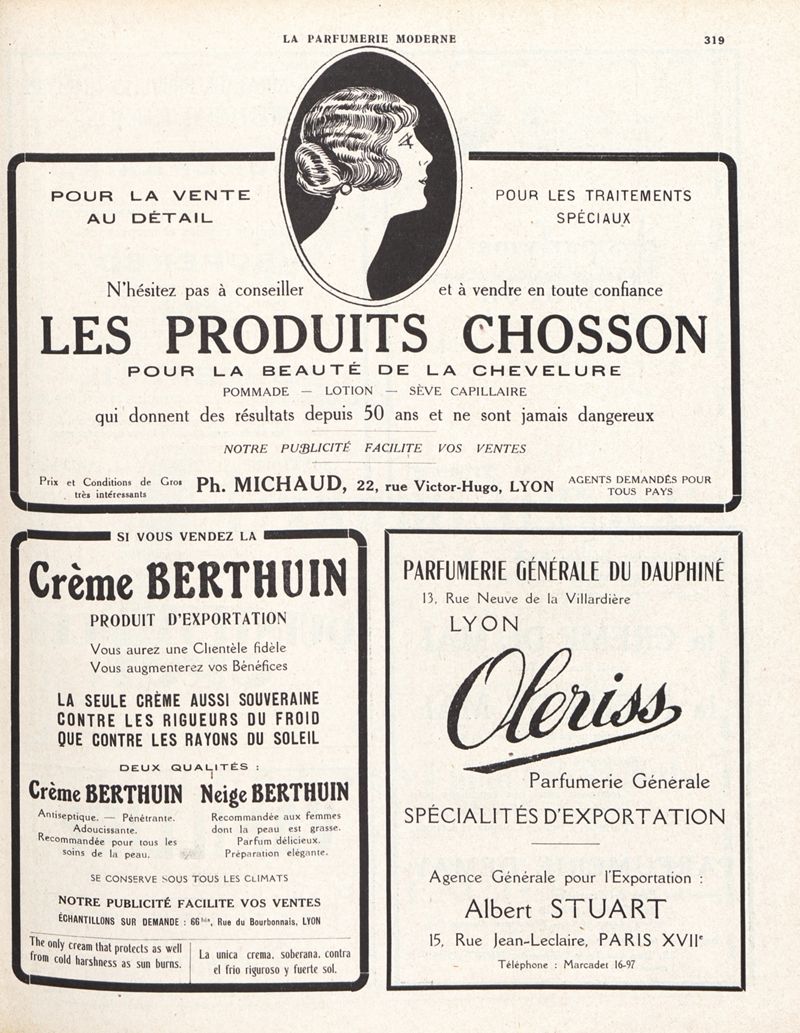 LA PARFUMERIE MODERNE
319
POUR LA VENTE
AU DÉTAIL
POUR LES TRAITEMENTS
SPÉCIAUX
N'hésitez pas à conseiller et à vendre en toute confiance
LES PRODUITS CHOSSON
POUR LA BEAUTÉ DE LA CHEVELURE
POMMADE — LOTION — SÈVE CAPILLAIRE
qui donnent des résultats depuis 50 ans et ne sont jamais dangereux
NOTRE PUBLICITÉ FACILITE VOS VENTES
Prix et Conditions de Gros
très intéressants
Ph. MICHAUD, 22, rue Victor-Hugo, LYON
AGENTS DEMANDÉS POUR
TOUS PAYS
SI VOUS VENDEZ LA
Crème BERTHUIN
PRODUIT D'EXPORTATION
Vous aurez une Clientèle fidèle
Vous augmenterez vos Bénéfices
LA SEULE CRÈME AUSSI SOUVERAINE
CONTRE LES RIGUEURS DU FROID
QUE CONTRE LES RAYONS DU SOLEIL
DEUX QUALITÉS :
Crème BERTHUIN
Antiseptique. — Pénétrante.
Adoucissante.
Recommandée pour tous les
soins de la peau.
Neige BERTHUIN
Recommandée aux femmes
dont la peau est grasse.
Parfum délicieux.
Préparation elégante.
SE CONSERVE SOUS TOUS LES CLIMATS
NOTRE PUBLICITÉ FACILITE VOS VENTES
ÉCHANTILLONS SUR DEMANDE : 66 bis, Rue du Bourbonnais, LYON
The only cream that protects as well
from cold harshness as sun burns.
La unica crema, soberana, contra
el frio riguroso y fuerte sol.
PARFUMERIE GÉNÉRALE DU DAUPHINÉ
13, Rue Neuve de la Villardière
LYON
Oleriss
Parfumerie Générale
SPÉCIALITÉS D'EXPORTATION
Agence Générale pour l'Exportation :
Albert STUART
15, Rue Jean-Leclaire, PARIS XVIIe
Téléphone : Marcadet 16-97